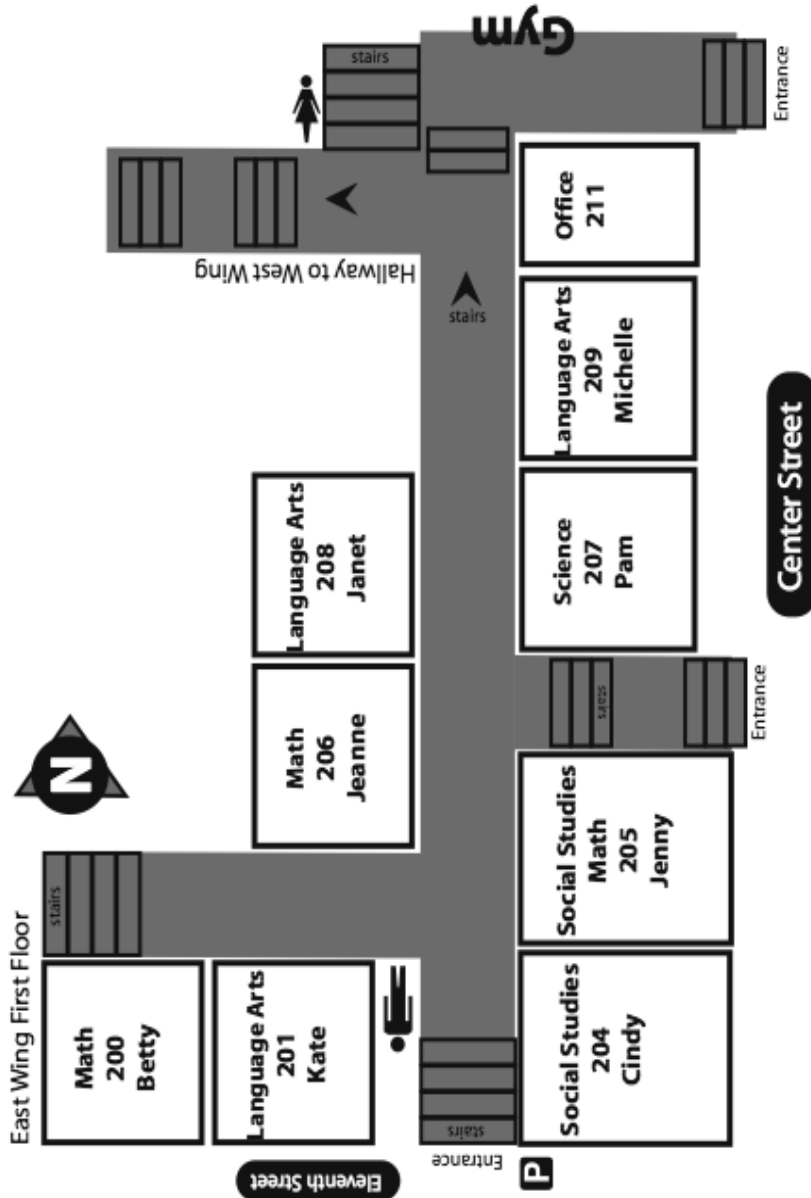 Gym
stairs
Entrance
Hallway to West Wing
stairs
Office
211
Language Arts
209
Michelle
Center Street
Language Arts
208
Janet
Science
207
Pam
N
Math
206
Jeanne
stairs
Entrance
East Wing First Floor
stairs
Social Studies
Math
205
Jenny
Math
200
Betty
Language Arts
201
Kate
Social Studies
204
Cindy
stairs
Entrance
P
Eleventh Street